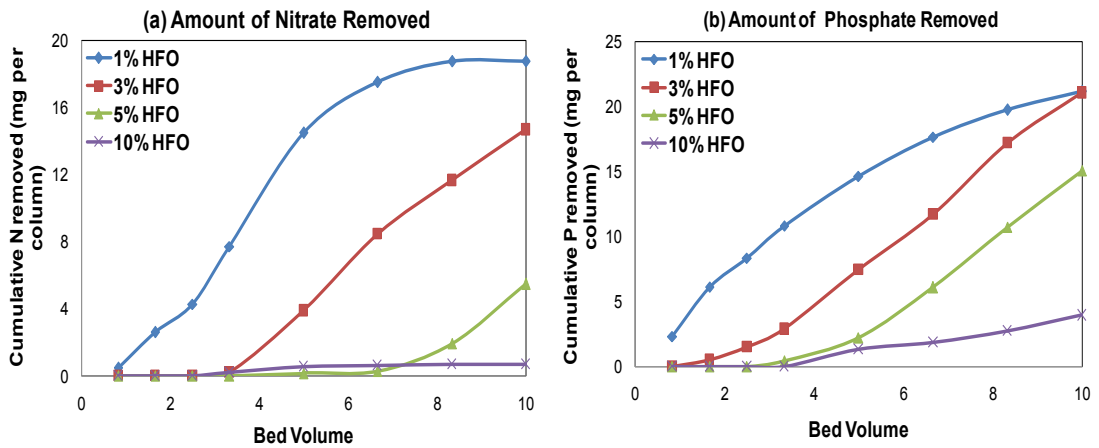 (a) Amount of Nitrate Removed
Cumulative N removed (mg per
column)
20
16
12
8
4
0
1% HFO
3% HFO
5% HFO
10% HFO
0 2 4 6 8 10
Bed Volume
(b) Amount of Phosphate Removed
Cumulative P removed (mg per
column)
25
20
15
10
5
0
1% HFO
3% HFO
5% HFO
10% HFO
0 2 4 6 8 10
Bed Volume